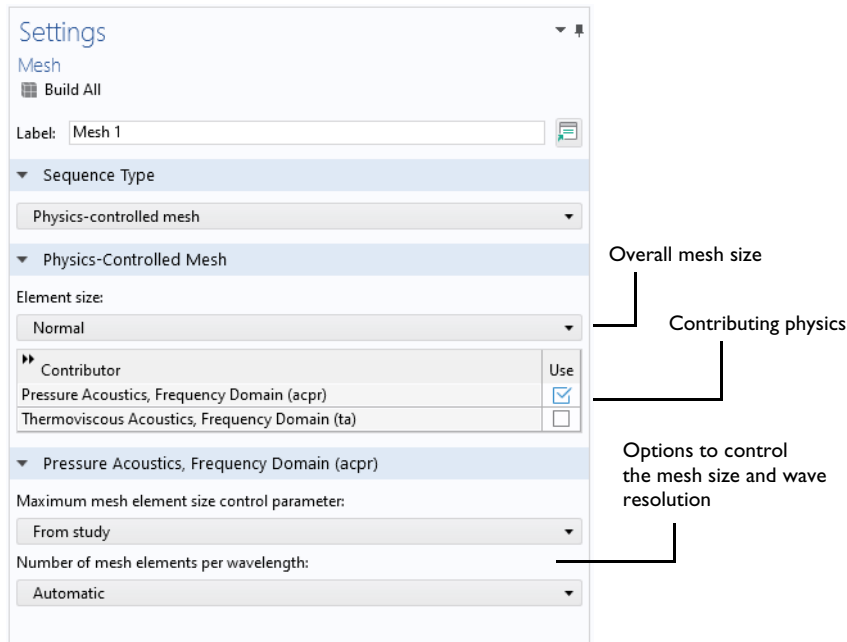 Settings
Mesh
Build All
Label: Mesh 1
Sequence Type
Physics-controlled mesh
Physics-Controlled Mesh
Overall mesh size
Element size:
Normal
Contributing physics
Contributor Use
Pressure Acoustics, Frequency Domain (acpr)
Thermoviscous Acoustics, Frequency Domain (ta)
Options to control
the mesh size and wave
resolution
Pressure Acoustics, Frequency Domain (acpr)
Maximum mesh element size control parameter:
From study
Number of mesh elements per wavelength:
Automatic